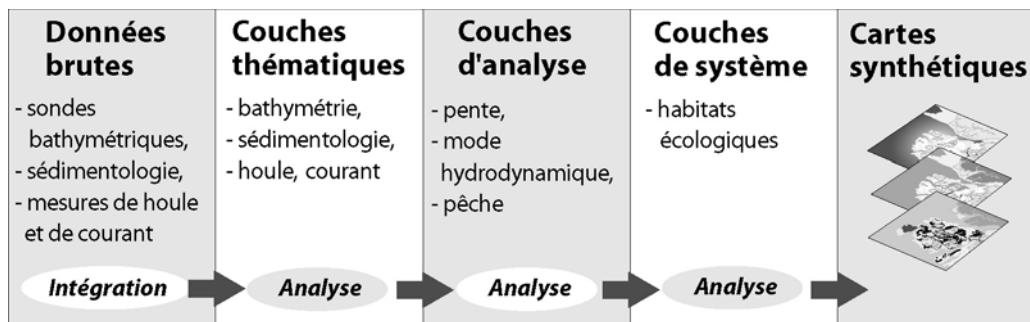 Données
brutes
- sondes
bathymétriques,
- sédimentologie,
- mesures de houle
et de courant
Intégration
Couches
thématiques
- bathymétrie,
- sédimentologie,
- houle, courant
Analyse
Couches
d'analyse
- pente,
- mode
hydrodynamique,
- pêche
Analyse
Couches
de système
- habitats
écologiques
Analyse
Cartes
synthétiques